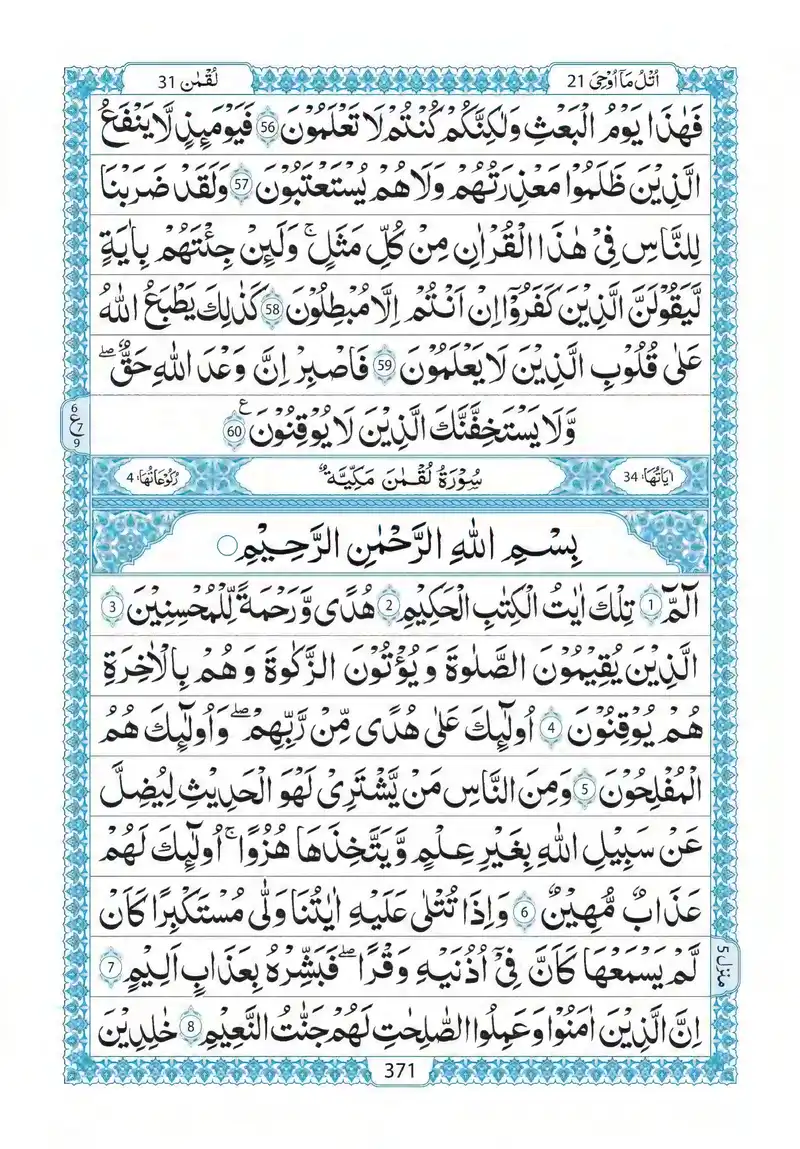 اُتْلُ مَآ اُوْحِیَ 21
لُقْمٰن 31
فَهٰذَا يَوْمُ الْبَعْثِ وَلٰكِنَّكُمْ كُنْتُمْ لَا تَعْلَمُوْنَ 56 فَيَوْمَىِٕذٍ لَّا يَنْفَعُ
الَّذِيْنَ ظَلَمُوْا مَعْذِرَتُهُمْ وَلَا هُمْ يُسْتَعْتَبُوْنَ 57 وَلَقَدْ ضَرَبْنَا
لِلنَّاسِ فِيْ هٰذَا الْقُرْاٰنِ مِنْ كُلِّ مَثَلٍ ۚ وَلَىِٕنْ جِئْتَهُمْ بِاٰيَةٍ
لَّيَقُوْلَنَّ الَّذِيْنَ كَفَرُوْٓا اِنْ اَنْتُمْ اِلَّا مُبْطِلُوْنَ 58 كَذٰلِكَ يَطْبَعُ اللّٰهُ
عَلٰى قُلُوْبِ الَّذِيْنَ لَا يَعْلَمُوْنَ 59 فَاصْبِرْ اِنَّ وَعْدَ اللّٰهِ حَقٌّ ۖ
وَّلَا يَسْتَخِفَّنَّكَ الَّذِيْنَ لَا يُوْقِنُوْنَ 60 ع
6 ع 7 9
اٰيَاتُهَا: 34
سُوْرَةُ لُقْمٰنَ مَكِّيَّةٌ
رُكُوْعَاتُهَا: 4
بِسْمِ اللّٰهِ الرَّحْمٰنِ الرَّحِيْمِ
الٓمّٓ 1 تِلْكَ اٰيٰتُ الْكِتٰبِ الْحَكِيْمِ 2 هُدًى وَّرَحْمَةً لِّلْمُحْسِنِيْنَ 3
الَّذِيْنَ يُقِيْمُوْنَ الصَّلٰوةَ وَيُؤْتُوْنَ الزَّكٰوةَ وَهُمْ بِالْاٰخِرَةِ
هُمْ يُوْقِنُوْنَ 4 اُولٰٓىِٕكَ عَلٰى هُدًى مِّنْ رَّبِّهِمْ ۖ وَاُولٰٓىِٕكَ هُمُ
الْمُفْلِحُوْنَ 5 وَمِنَ النَّاسِ مَنْ يَّشْتَرِيْ لَهْوَ الْحَدِيْثِ لِيُضِلَّ
عَنْ سَبِيْلِ اللّٰهِ بِغَيْرِ عِلْمٍ وَّيَتَّخِذَهَا هُزُوًا ۚ اُولٰٓىِٕكَ لَهُمْ
عَذَابٌ مُّهِيْنٌ 6 وَاِذَا تُتْلٰى عَلَيْهِ اٰيٰتُنَا وَلّٰى مُسْتَكْبِرًا كَاَنْ
لَّمْ يَسْمَعْهَا كَاَنَّ فِيْٓ اُذُنَيْهِ وَقْرًا ۖ فَبَشِّرْهُ بِعَذَابٍ اَلِيْمٍ 7
منزل 5
اِنَّ الَّذِيْنَ اٰمَنُوْا وَعَمِلُوا الصّٰلِحٰتِ لَهُمْ جَنّٰتُ النَّعِيْمِ 8 خٰلِدِيْنَ
371